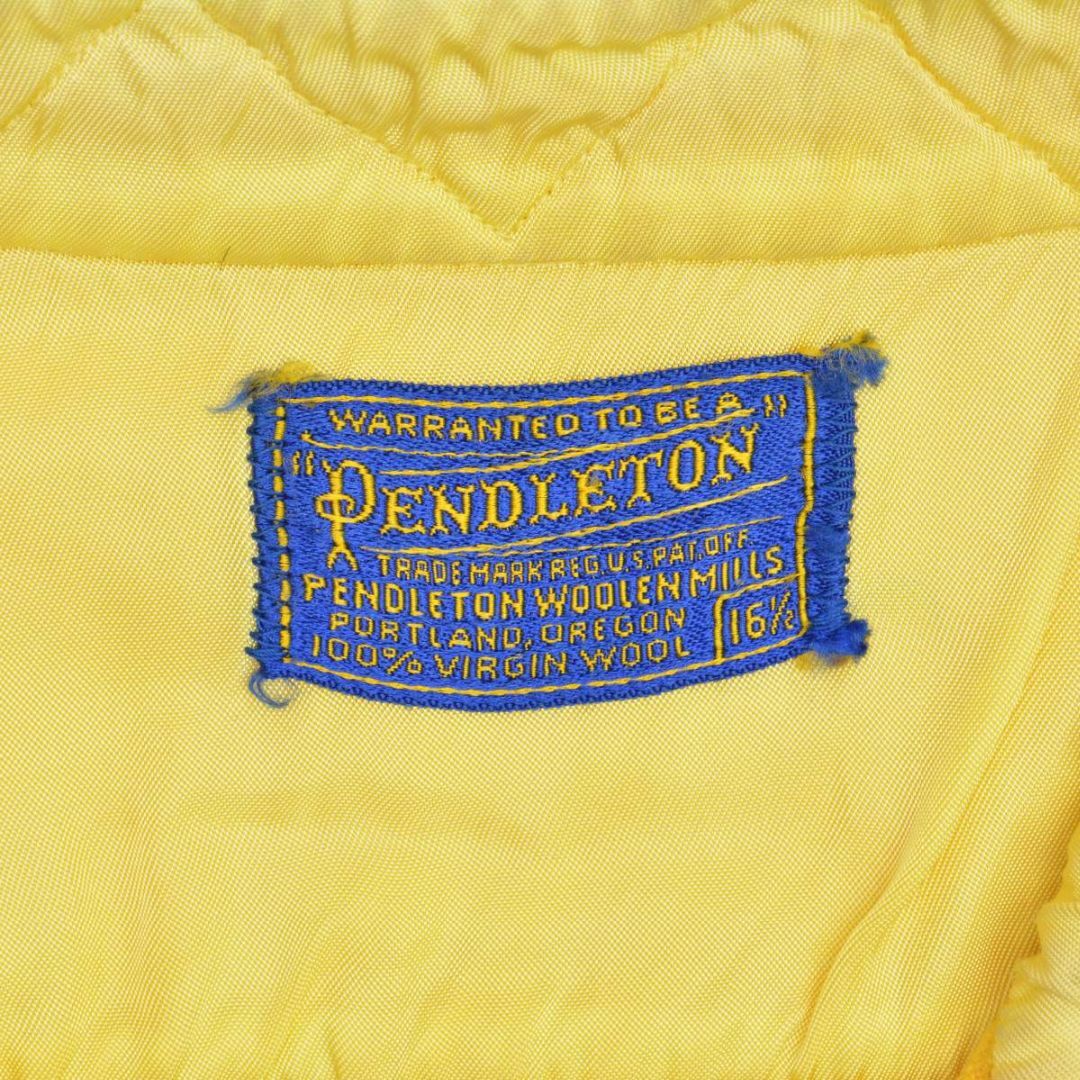 WARRANTED TO BE A
"PENDLETON"
TRADE MARK REG. U.S. PAT. OFF.
PENDLETON WOOLEN MILLS
PORTLAND, OREGON
100% VIRGIN WOOL
16½